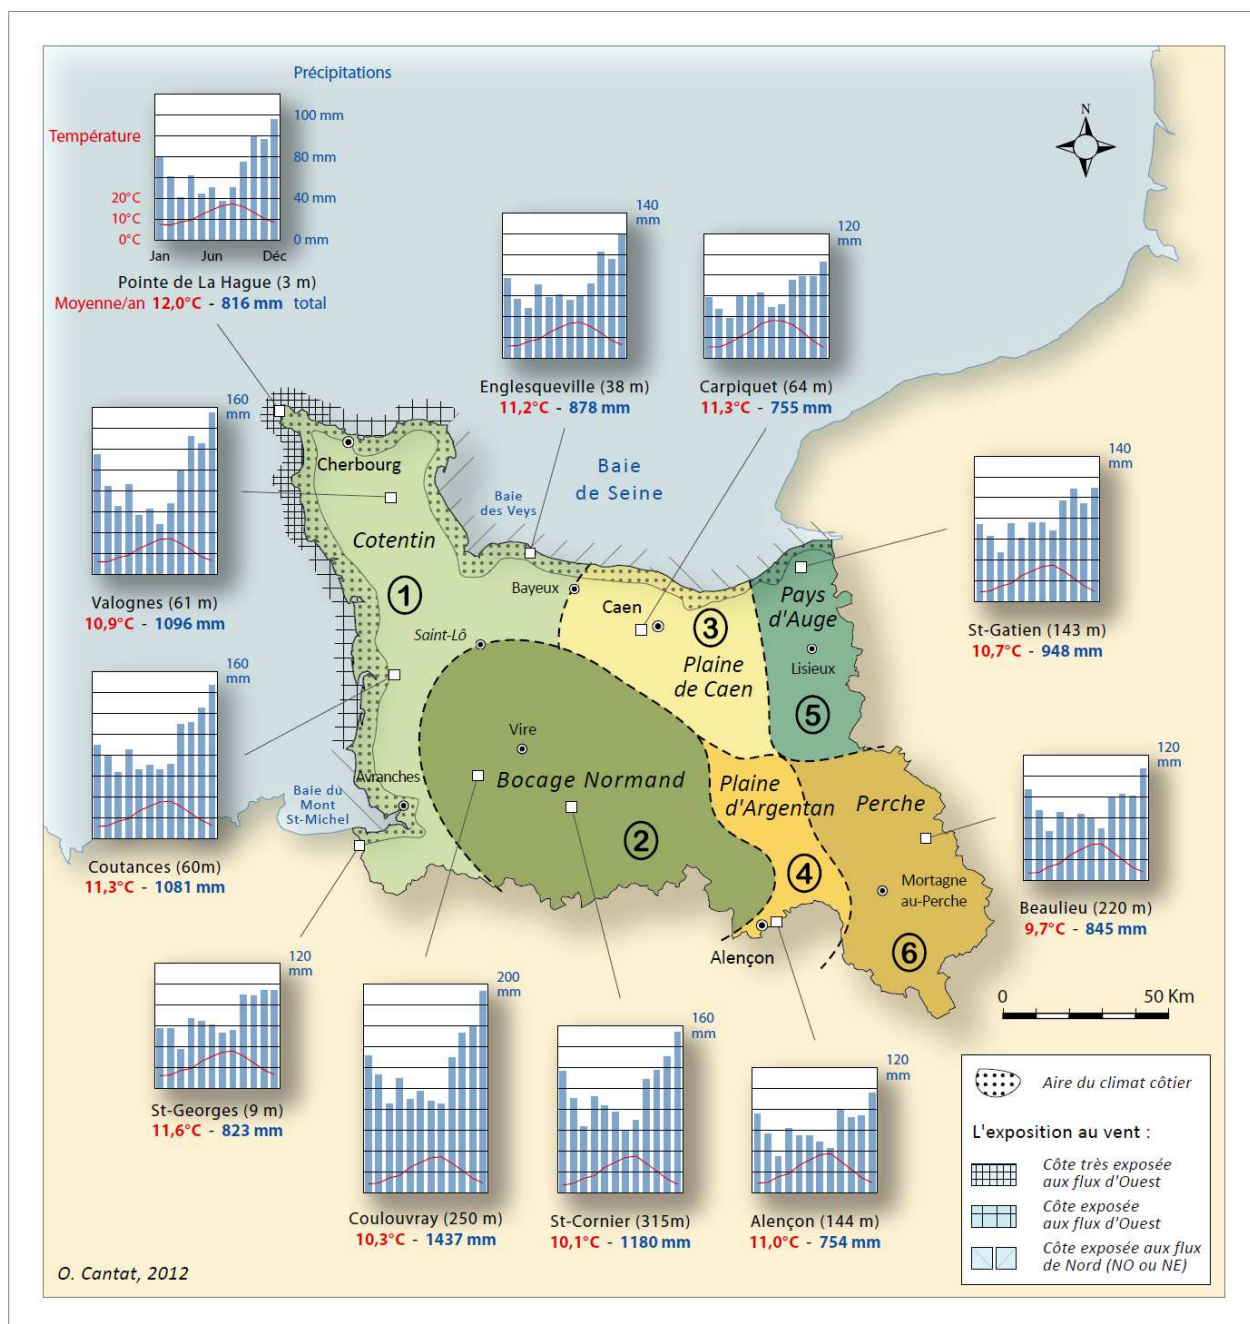 Précipitations
100 mm
Température
80 mm
20°C
40 mm
10°C
0°C
0 mm
Jan
Jun
Déc
Pointe de La Hague (3 m)
Moyenne/an 12,0°C - 816 mm total
N
140
mm
Englesqueville (38 m)
11,2°C - 878 mm
120
mm
Carpiquet (64 m)
11,3°C - 755 mm
160
mm
Valognes (61 m)
10,9°C - 1096 mm
140
mm
St-Gatien (143 m)
10,7°C - 948 mm
Cherbourg
Baie
de Seine
Baie
des Veys
Cotentin
1
Bayeux
Caen
3
Pays
d'Auge
Saint-Lô
Plaine
de Caen
Lisieux
5
160
mm
Coutances (60m)
11,3°C - 1081 mm
Vire
Avranches
Baie du
Mont
St-Michel
Bocage Normand
2
Plaine
d'Argentan
4
Perche
Mortagne
au-Perche
6
Alençon
120
mm
Beaulieu (220 m)
9,7°C - 845 mm
120
mm
St-Georges (9 m)
11,6°C - 823 mm
200
mm
Coulouvray (250 m)
10,3°C - 1437 mm
160
mm
St-Cornier (315m)
10,1°C - 1180 mm
120
mm
Alençon (144 m)
11,0°C - 754 mm
0
50 Km
Aire du climat côtier
L'exposition au vent :
Côte très exposée
aux flux d'Ouest
Côte exposée
aux flux d'Ouest
Côte exposée aux flux
de Nord (NO ou NE)
O. Cantat, 2012